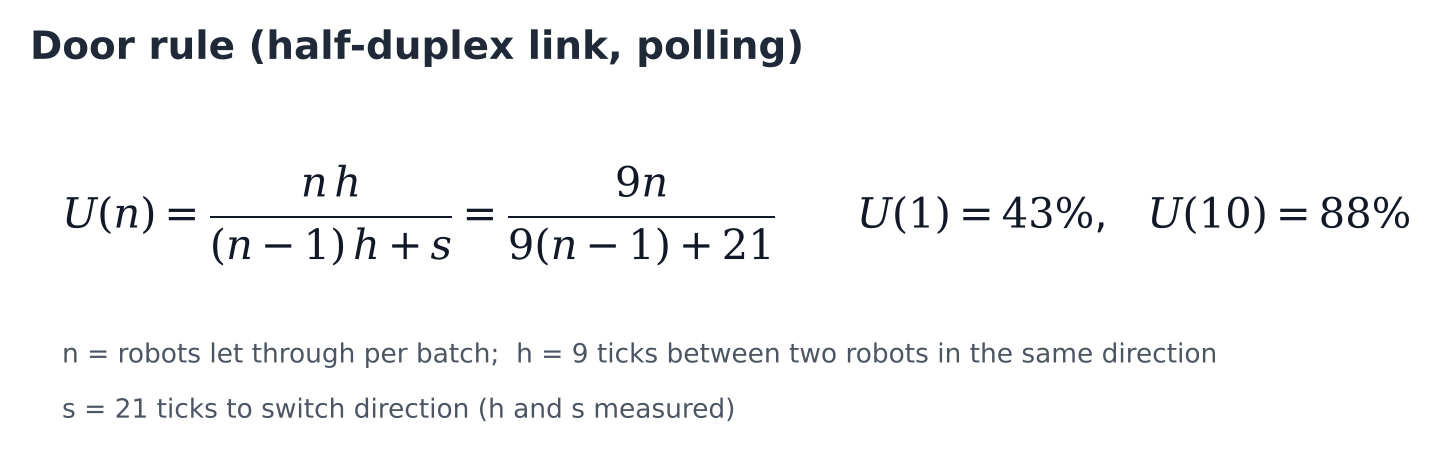 Door rule (half-duplex link, polling)
U(n) = n h / ((n − 1) h + s) = 9n / (9(n − 1) + 21)    U(1) = 43%,   U(10) = 88%
n = robots let through per batch;  h = 9 ticks between two robots in the same direction
s = 21 ticks to switch direction (h and s measured)